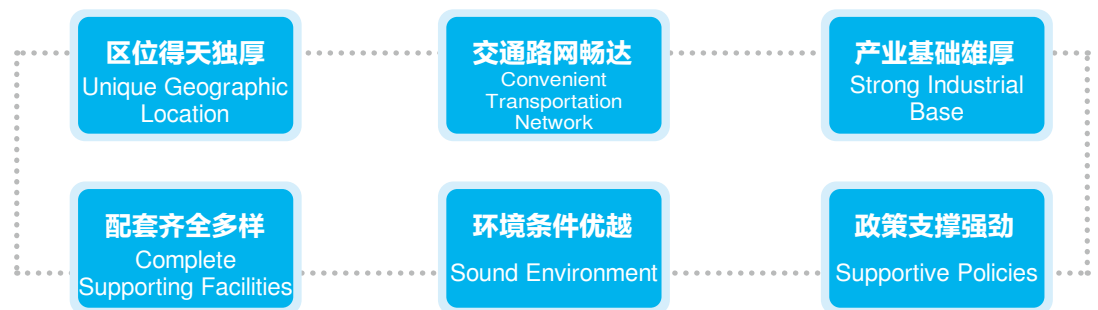 区位得天独厚
Unique Geographic
Location
交通路网畅达
Convenient
Transportation
Network
产业基础雄厚
Strong Industrial
Base
配套齐全多样
Complete
Supporting Facilities
环境条件优越
Sound Environment
政策支撑强劲
Supportive Policies